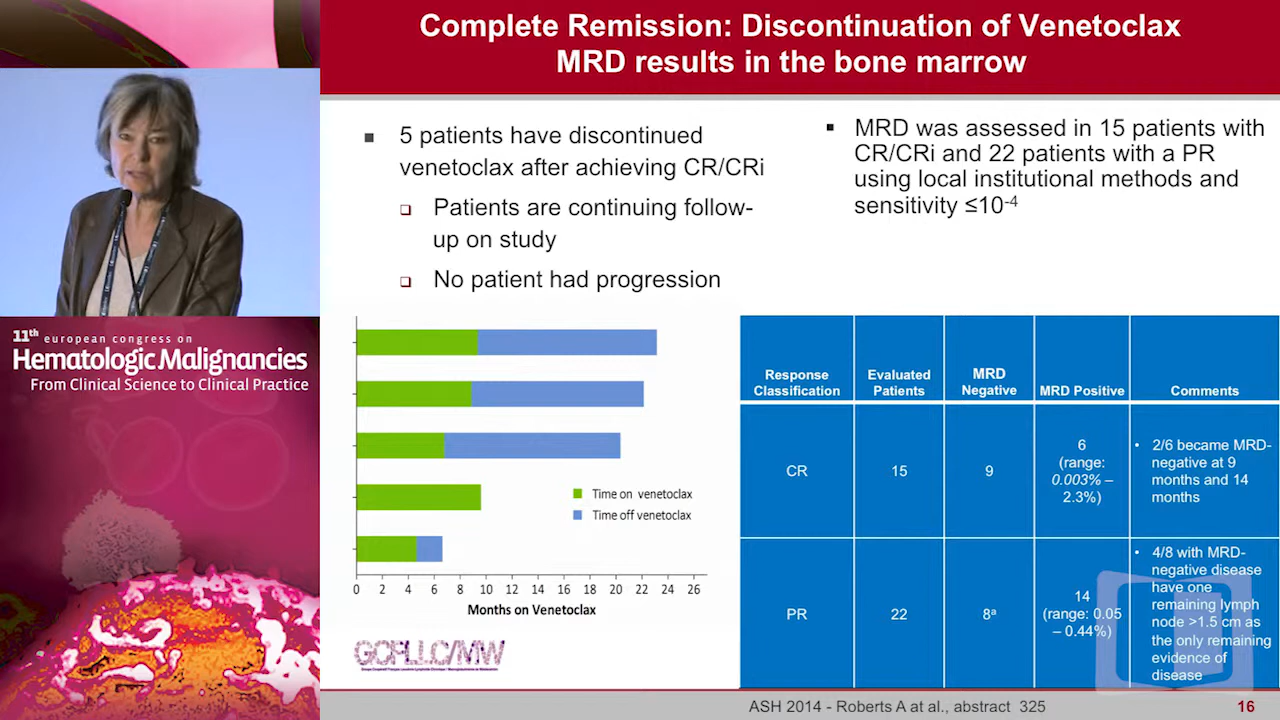 Complete Remission: Discontinuation of Venetoclax
MRD results in the bone marrow
11th european congress on
Hematologic Malignancies
From Clinical Science to Clinical Practice
5 patients have discontinued
venetoclax after achieving CR/CRi
Patients are continuing follow-
up on study
No patient had progression
MRD was assessed in 15 patients with
CR/CRi and 22 patients with a PR
using local institutional methods and
sensitivity ≤10-4
Time on venetoclax
Time off venetoclax
0 2 4 6 8 10 12 14 16 18 20 22 24 26
Months on Venetoclax
GCFLLC/MW
Response
Classification
Evaluated
Patients
MRD
Negative
MRD Positive
Comments
CR
15
9
6
(range:
0.003% –
2.3%)
• 2/6 became MRD-
negative at 9
months and 14
months
PR
22
8a
14
(range: 0.05
– 0.44%)
• 4/8 with MRD-
negative disease
have one
remaining lymph
node >1.5 cm as
the only remaining
evidence of
disease
ASH 2014 - Roberts A at al., abstract 325
16